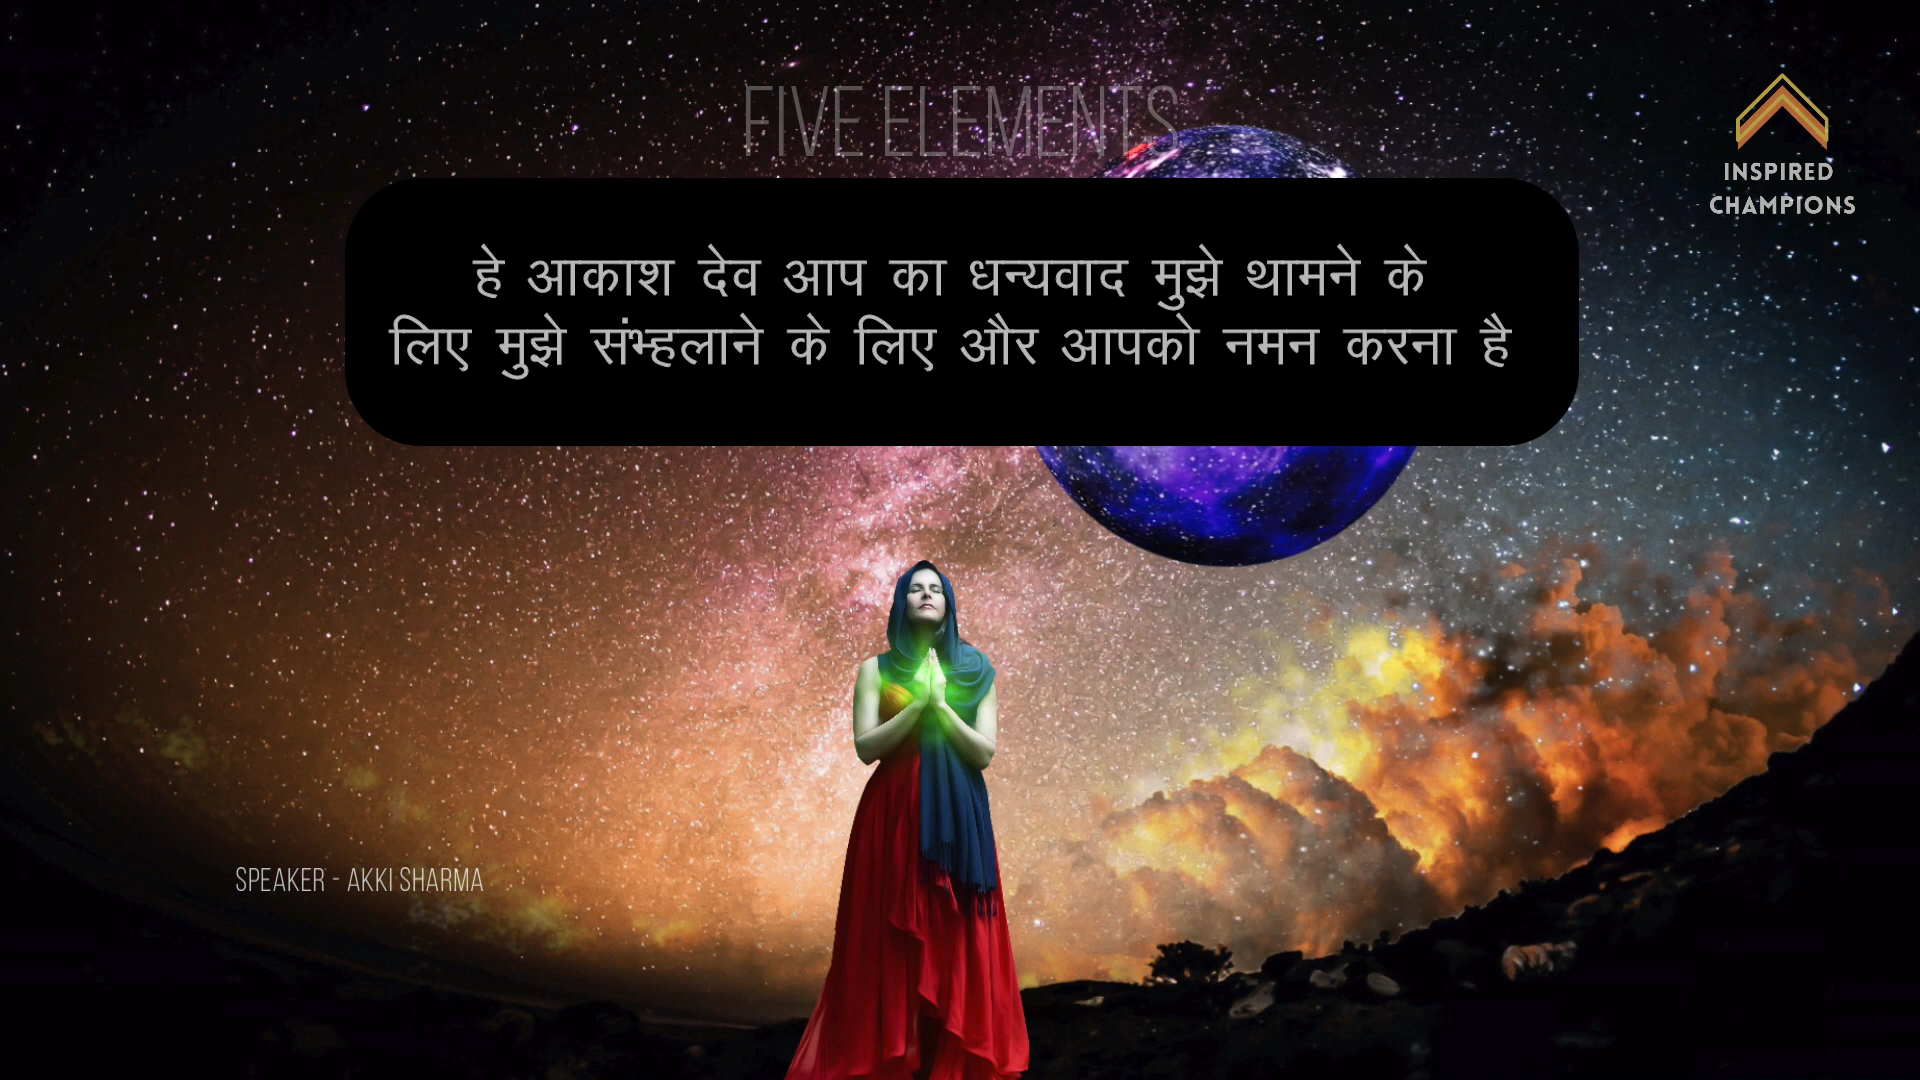 FIVE ELEMENTS
INSPIRED
CHAMPIONS
हे आकाश देव आप का धन्यवाद मुझे थामने के
लिए मुझे संभ्हलाने के लिए और आपको नमन करना है
SPEAKER - AKKI SHARMA